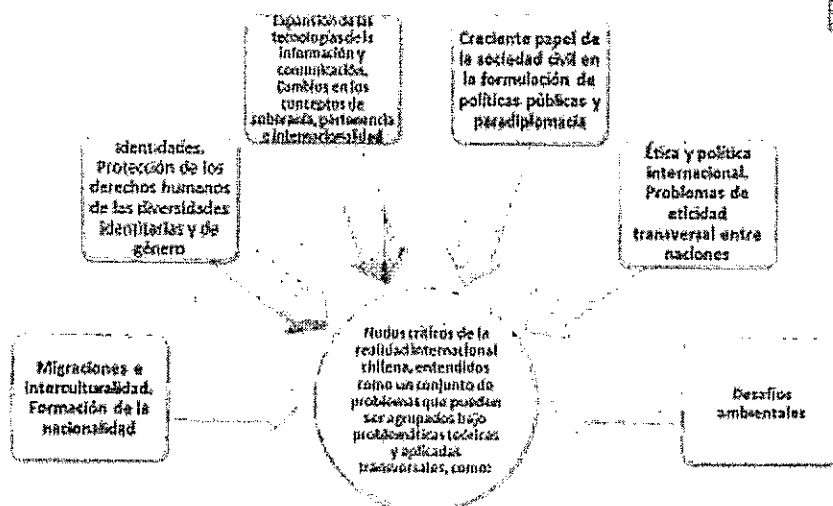 Expansión de las
tecnologías de la
información y
comunicación.
Cambios en los
conceptos de
soberanía, pertenencia
e internacionalidad
Creciente papel de
la sociedad civil en
la formulación de
políticas públicas y
paradiplomacia
Identidades.
Protección de los
derechos humanos
de las diversidades
identitarias y de
género
Ética y política
internacional.
Problemas de
eticidad
transversal entre
naciones
Migraciones e
interculturalidad.
Formación de la
nacionalidad
Nudos críticos de la
realidad internacional
chilena, entendidos
como un conjunto de
problemas que pueden
ser agrupados bajo
problemáticas teóricas
y aplicadas
transversales, como:
Desafíos
ambientales